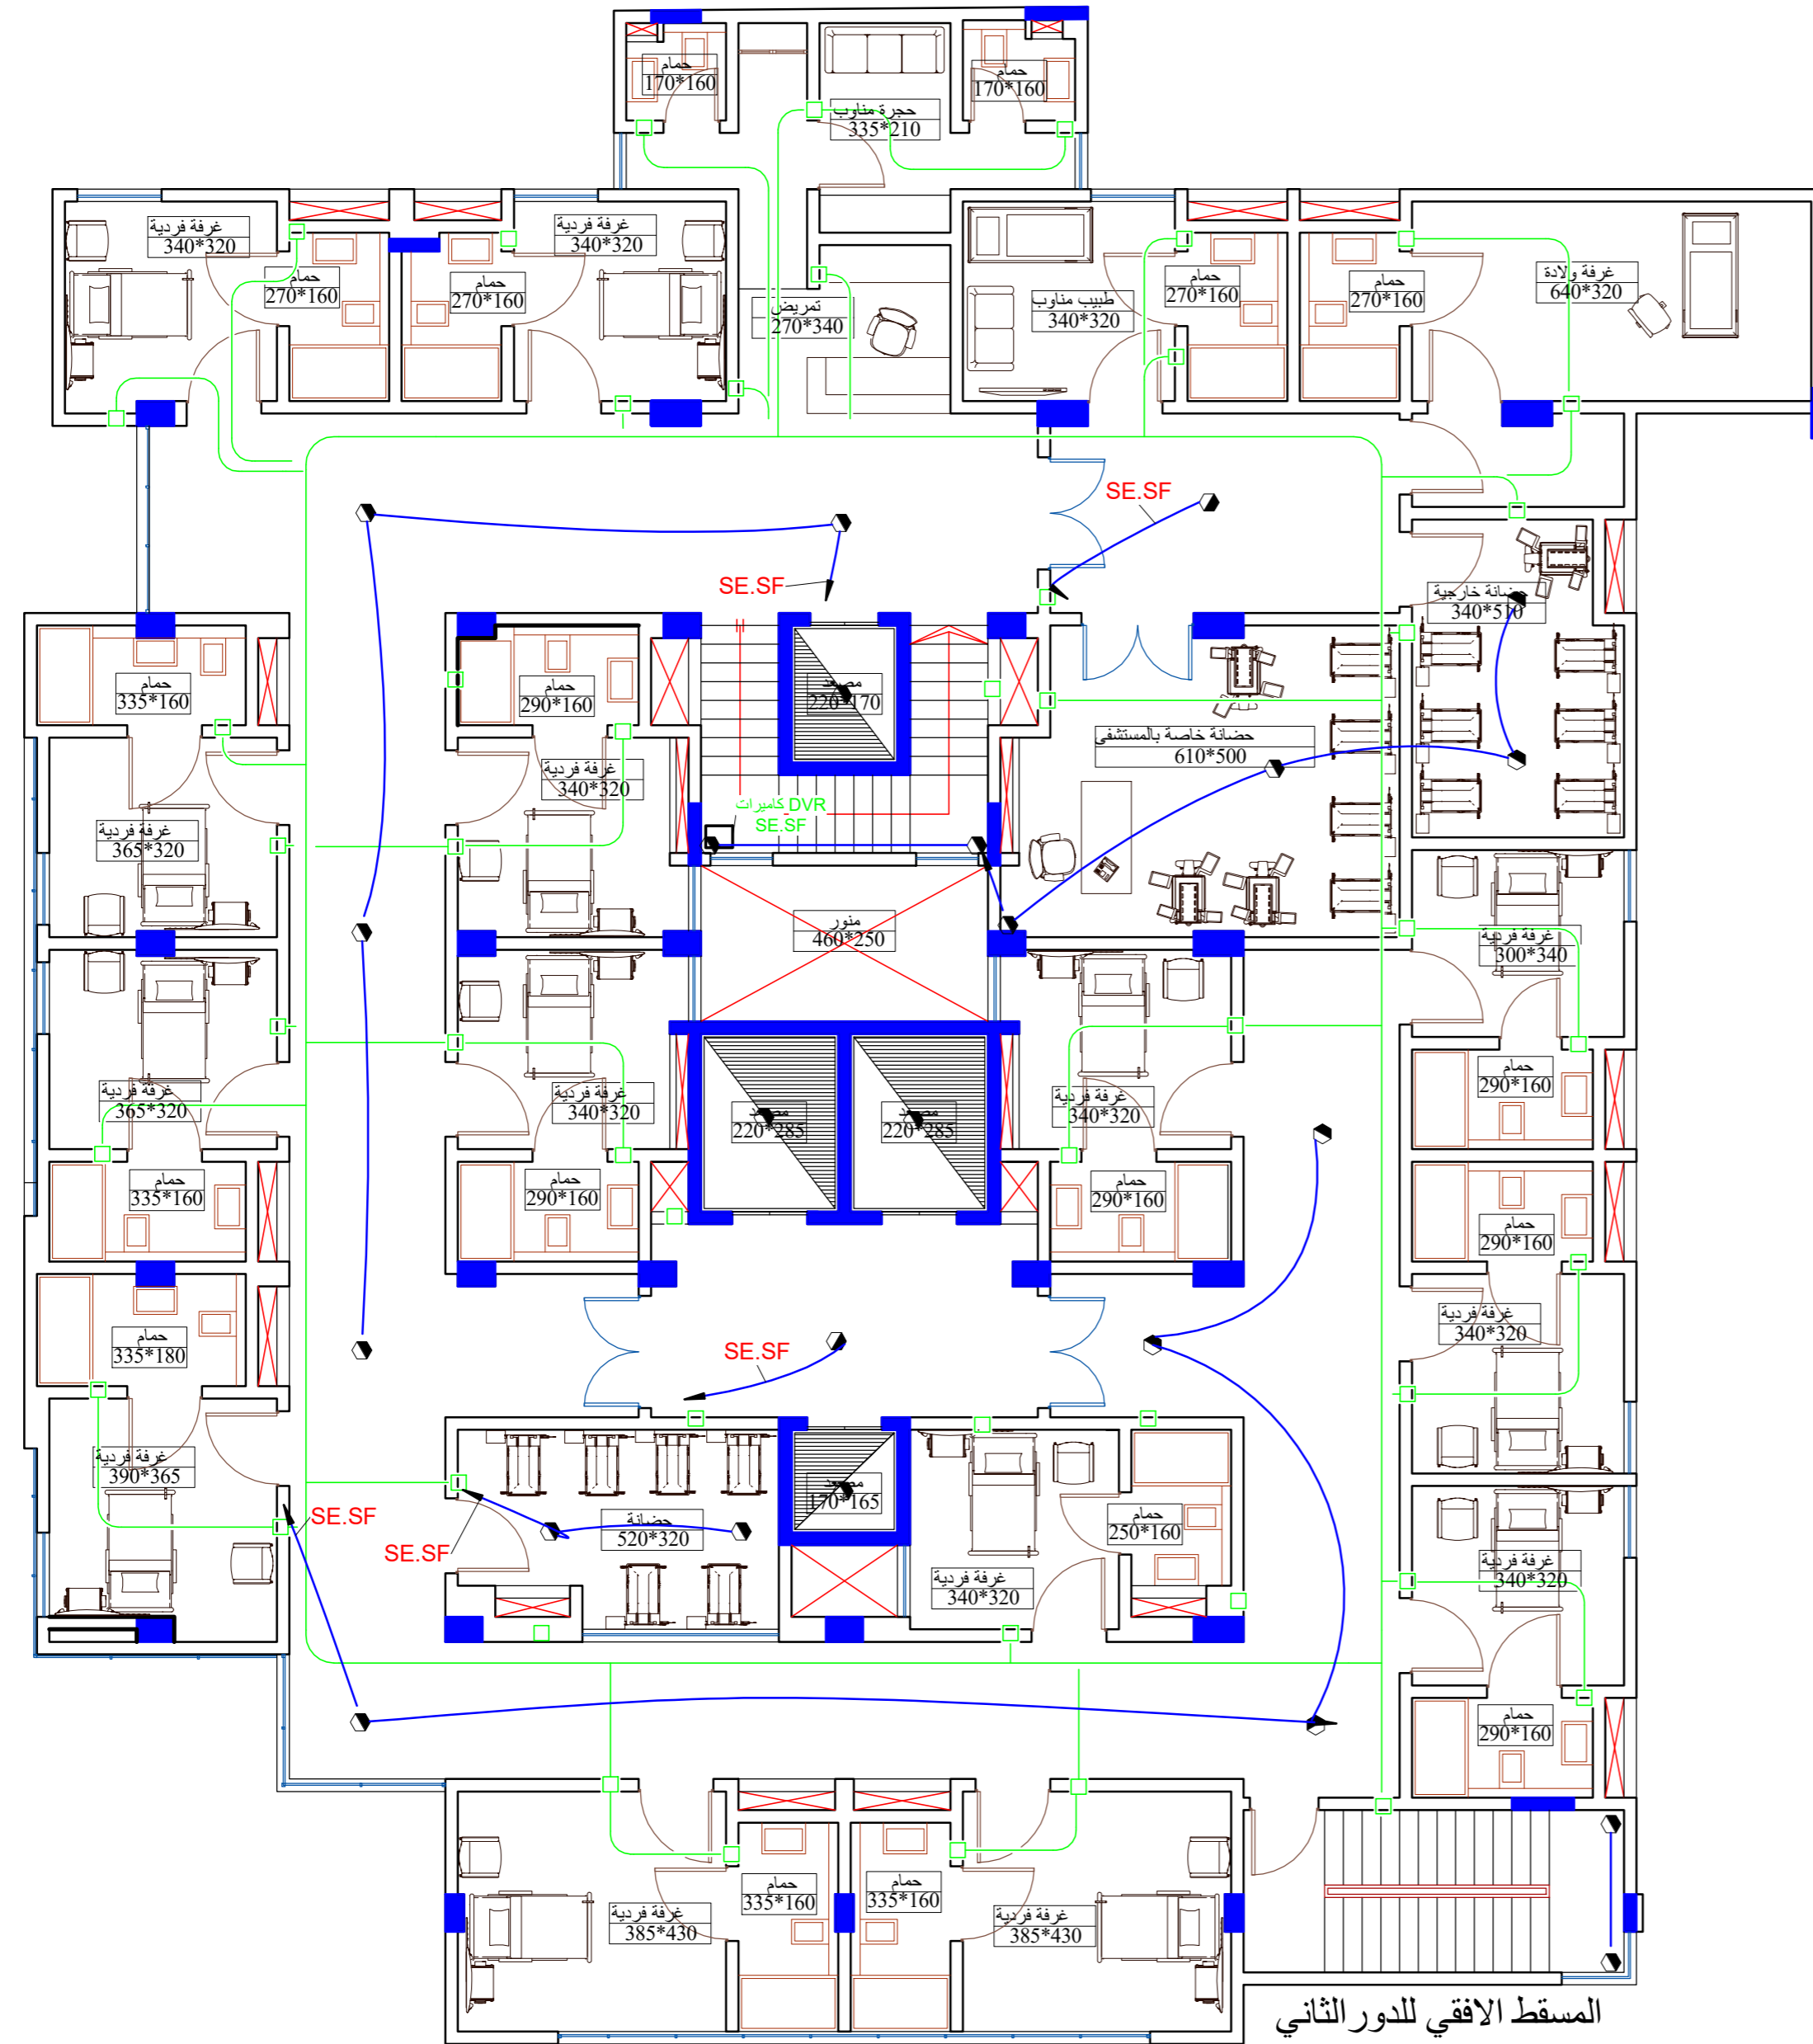 حمام
170*160
حجرة مناوب
335*210
حمام
170*160
غرفة فردية
340*320
حمام
270*160
حمام
270*160
غرفة فردية
340*320
تمريض
270*340
طبيب مناوب
340*320
حمام
270*160
حمام
270*160
غرفة ولادة
640*320
SE.SF
SE.SF
حضانة خارجية
340*510
حمام
335*160
حمام
290*160
مصعد
220*170
حضانة خاصة بالمستشفى
610*500
غرفة فردية
340*320
كاميرات DVR
SE.SF
غرفة فردية
365*320
منور
460*250
غرفة فردية
300*340
غرفة فردية
365*320
غرفة فردية
340*320
مصعد
220*285
مصعد
220*285
غرفة فردية
340*320
حمام
290*160
حمام
335*160
حمام
290*160
حمام
290*160
حمام
290*160
حمام
335*180
SE.SF
غرفة فردية
340*320
غرفة فردية
390*365
SE.SF
SE.SF
حضانة
520*320
مصعد
170*165
غرفة فردية
340*320
حمام
250*160
غرفة فردية
340*320
حمام
290*160
غرفة فردية
385*430
حمام
335*160
حمام
335*160
غرفة فردية
385*430
المسقط الافقي للدور الثاني